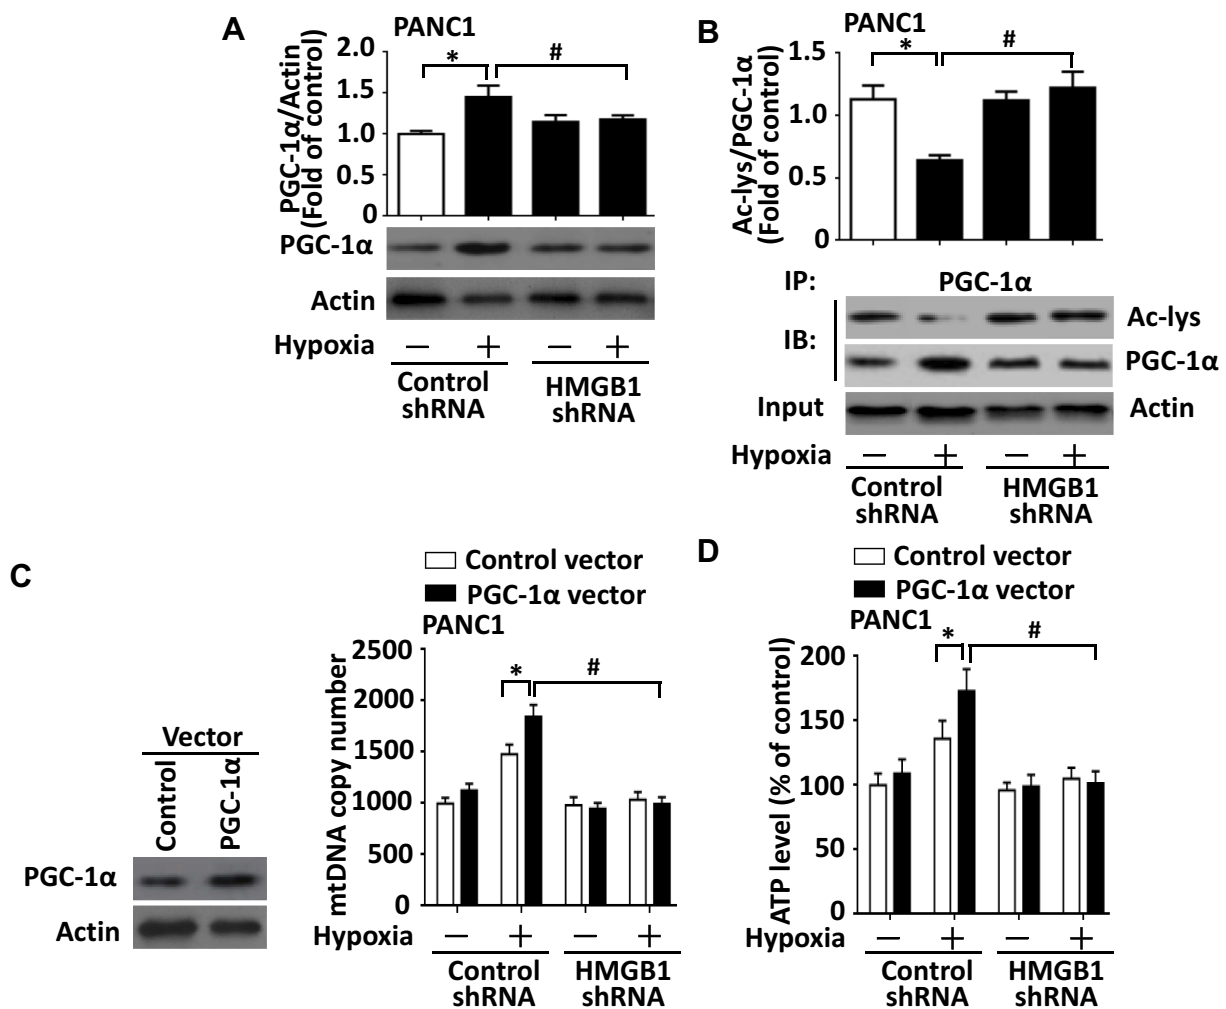 A
PANC1
PGC-1α/Actin
(Fold of control)
2.0
1.5
1.0
0.5
0
*
#
PGC-1α
Actin
Hypoxia
— + — +
Control
shRNA
HMGB1
shRNA
B
PANC1
Ac-lys/PGC-1α
(Fold of control)
1.5
1.0
0.5
0
*
#
IP: PGC-1α
IB:
Ac-lys
PGC-1α
Input
Actin
Hypoxia — + — +
Control
shRNA
HMGB1
shRNA
C
Vector
Control
PGC-1α
PGC-1α
Actin
Control vector
PGC-1α vector
PANC1
mtDNA copy number
2500
2000
1500
1000
500
0
*
#
Hypoxia — + — +
Control
shRNA
HMGB1
shRNA
D
Control vector
PGC-1α vector
PANC1
ATP level (% of control)
200
150
100
50
0
*
#
Hypoxia — + — +
Control
shRNA
HMGB1
shRNA